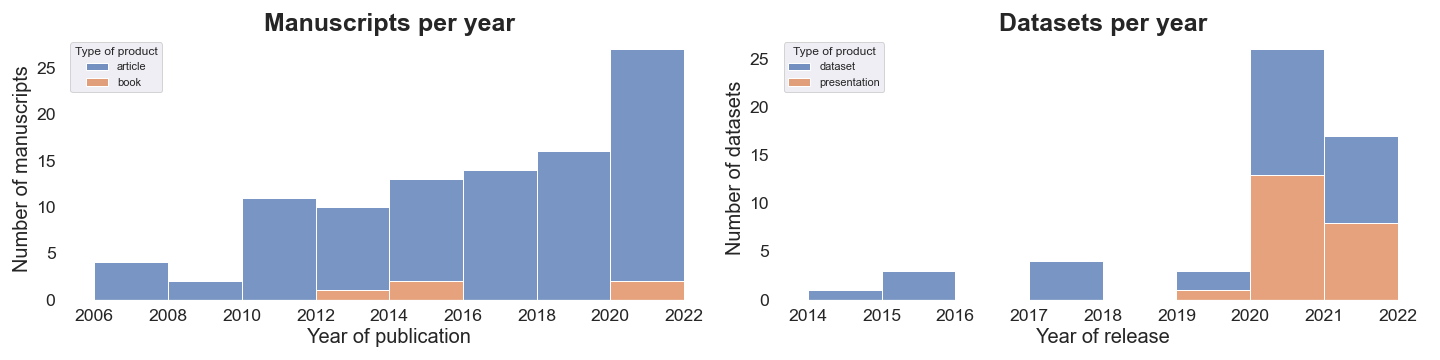 Manuscripts per year
Type of product
article
book
Number of manuscripts
25
20
15
10
5
0
2006 2008 2010 2012 2014 2016 2018 2020 2022
Year of publication
Datasets per year
Type of product
dataset
presentation
Number of datasets
25
20
15
10
5
0
2014 2015 2016 2017 2018 2019 2020 2021 2022
Year of release